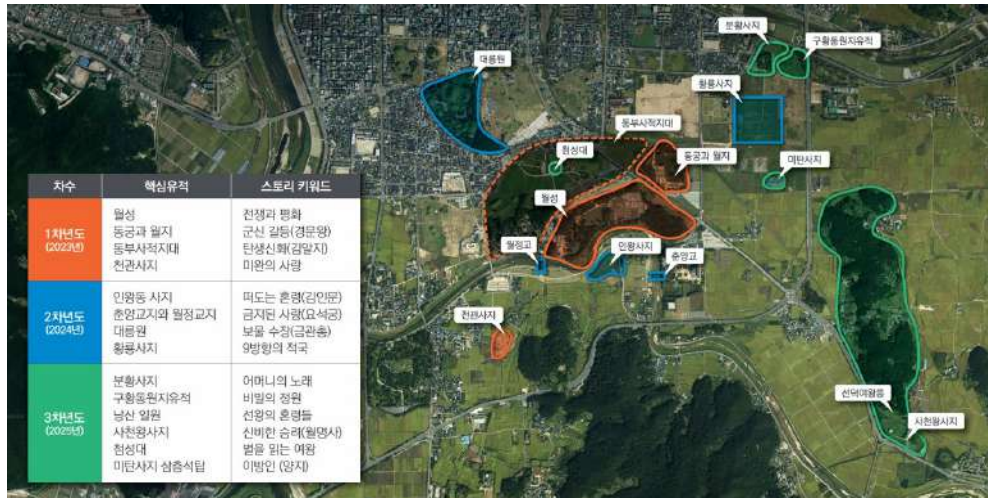 분황사지
구황동원지유적
대릉원
황룡사지
동부사적지대
첨성대
동궁과 월지
미탄사지
월성
월정교
인왕사지
춘양교
천관사지
선덕여왕릉
사천왕사지
차수 핵심유적 스토리 키워드
1차년도
(2023년)
월성 전쟁과 평화
동궁과 월지 군신 갈등(경문왕)
동부사적지대 탄생신화(김알지)
천관사지 미완의 사랑
2차년도
(2024년)
인왕동 사지 떠도는 혼령(김인문)
춘양교지와 월정교지 금지된 사랑(요석궁)
대릉원 보물 수장(금관총)
황룡사지 9방향의 적국
3차년도
(2025년)
분황사지 어머니의 노래
구황동원지유적 비밀의 정원
낭산 일원 선왕의 혼령들
사천왕사지 신비한 승려(월명사)
첨성대 별을 읽는 여왕
미탄사지 삼층석탑 이방인 (양지)